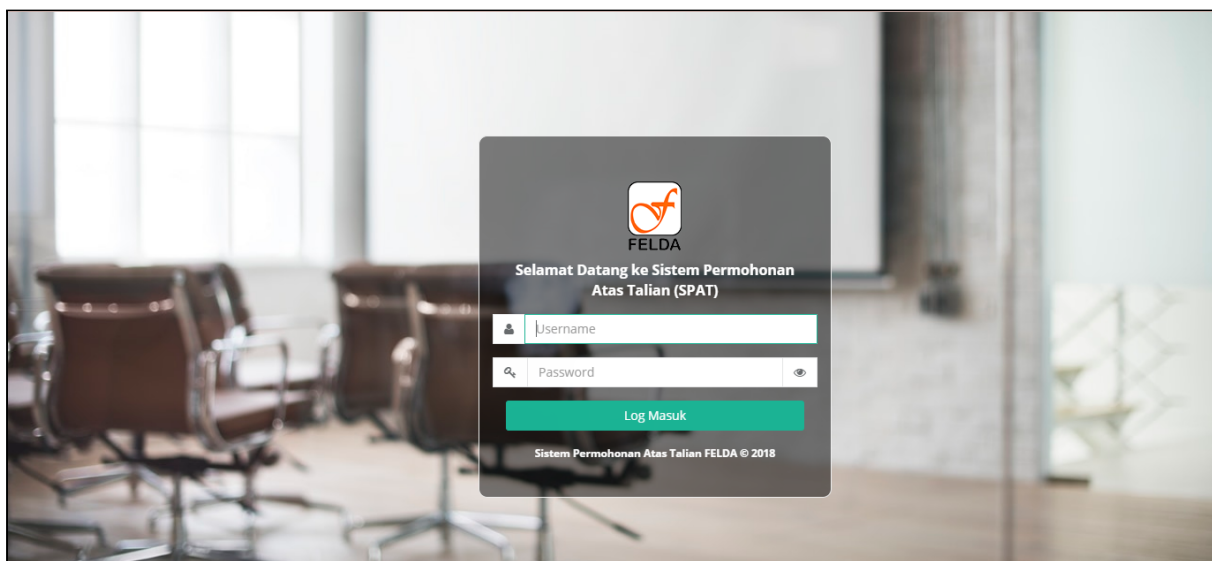 FELDA
Selamat Datang ke Sistem Permohonan
Atas Talian (SPAT)
Username
Password
Log Masuk
Sistem Permohonan Atas Talian FELDA © 2018